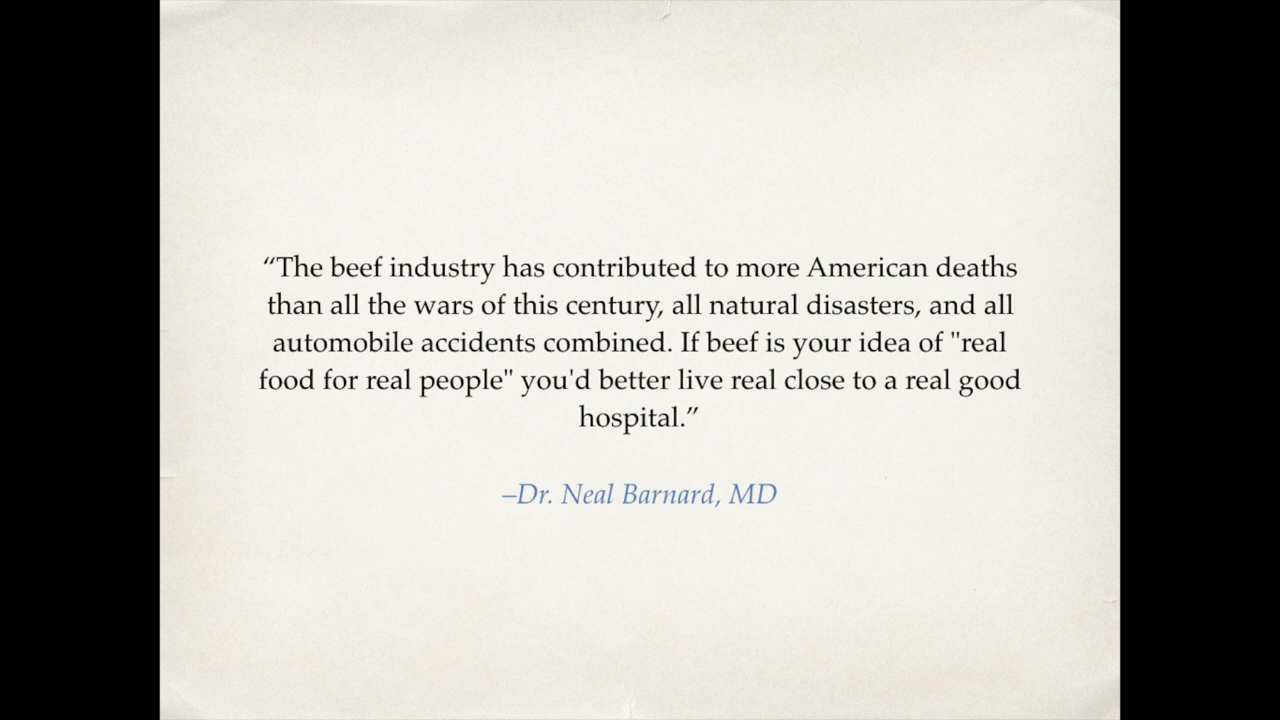 “The beef industry has contributed to more American deaths
than all the wars of this century, all natural disasters, and all
automobile accidents combined. If beef is your idea of "real
food for real people" you'd better live real close to a real good
hospital.”
–Dr. Neal Barnard, MD